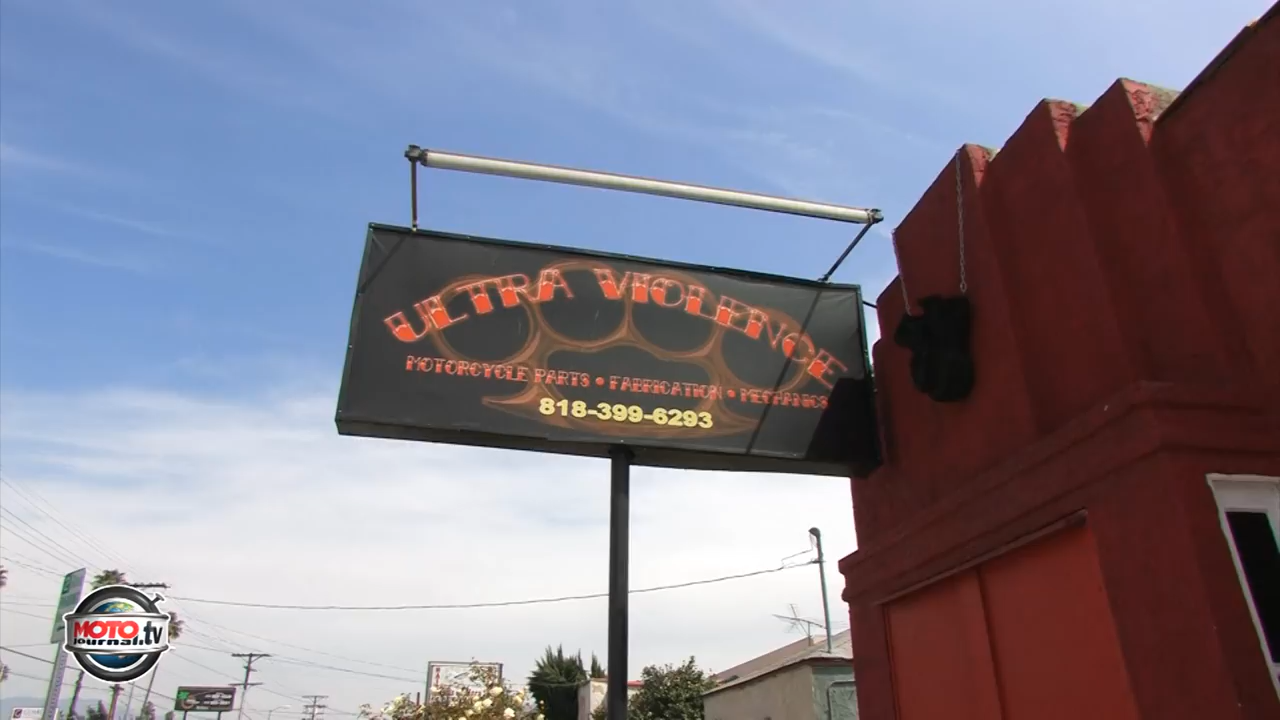 ULTRA VIOLENCE
MOTORCYCLE PARTS • FABRICATION • MECHANICS
818-399-6293
MOTO
journal.tv